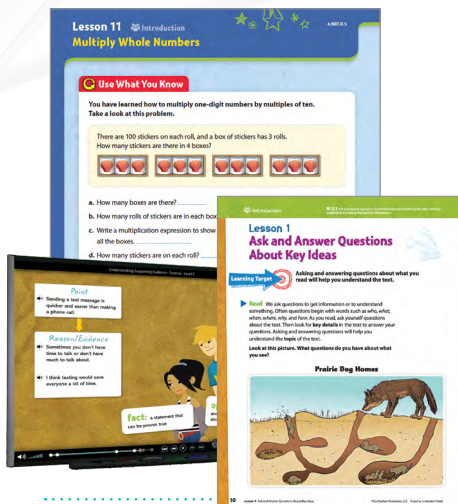 Lesson 11 Introduction
4.NBT.B.5
Multiply Whole Numbers
Use What You Know
You have learned how to multiply one-digit numbers by multiples of ten.
Take a look at this problem.
There are 100 stickers on each roll, and a box of stickers has 3 rolls.
How many stickers are there in 4 boxes?
a. How many boxes are there?
b. How many rolls of stickers are in each box
c. Write a multiplication expression to show
all the boxes.
d. How many stickers are on each roll?
Point
Sending a text message is
quicker and easier than making
a phone call.
Reason/Evidence
Sometimes you don't have
time to talk or don't have
much to talk about.
I think texting would save
everyone a lot of time.
fact: a statement that
can be proven true
Introduction
Lesson 1
Ask and Answer Questions
About Key Ideas
Learning Target
Asking and answering questions about what you
read will help you understand the text.
Read We ask questions to get information or to understand
something. Often questions begin with words such as who, what,
when, where, why, and how. As you read, ask yourself questions
about the text. Then look for key details in the text to answer your
questions. Asking and answering questions will help you
understand the topic of the text.
Look at this picture. What questions do you have about what
you see?
Prairie Dog Homes
10